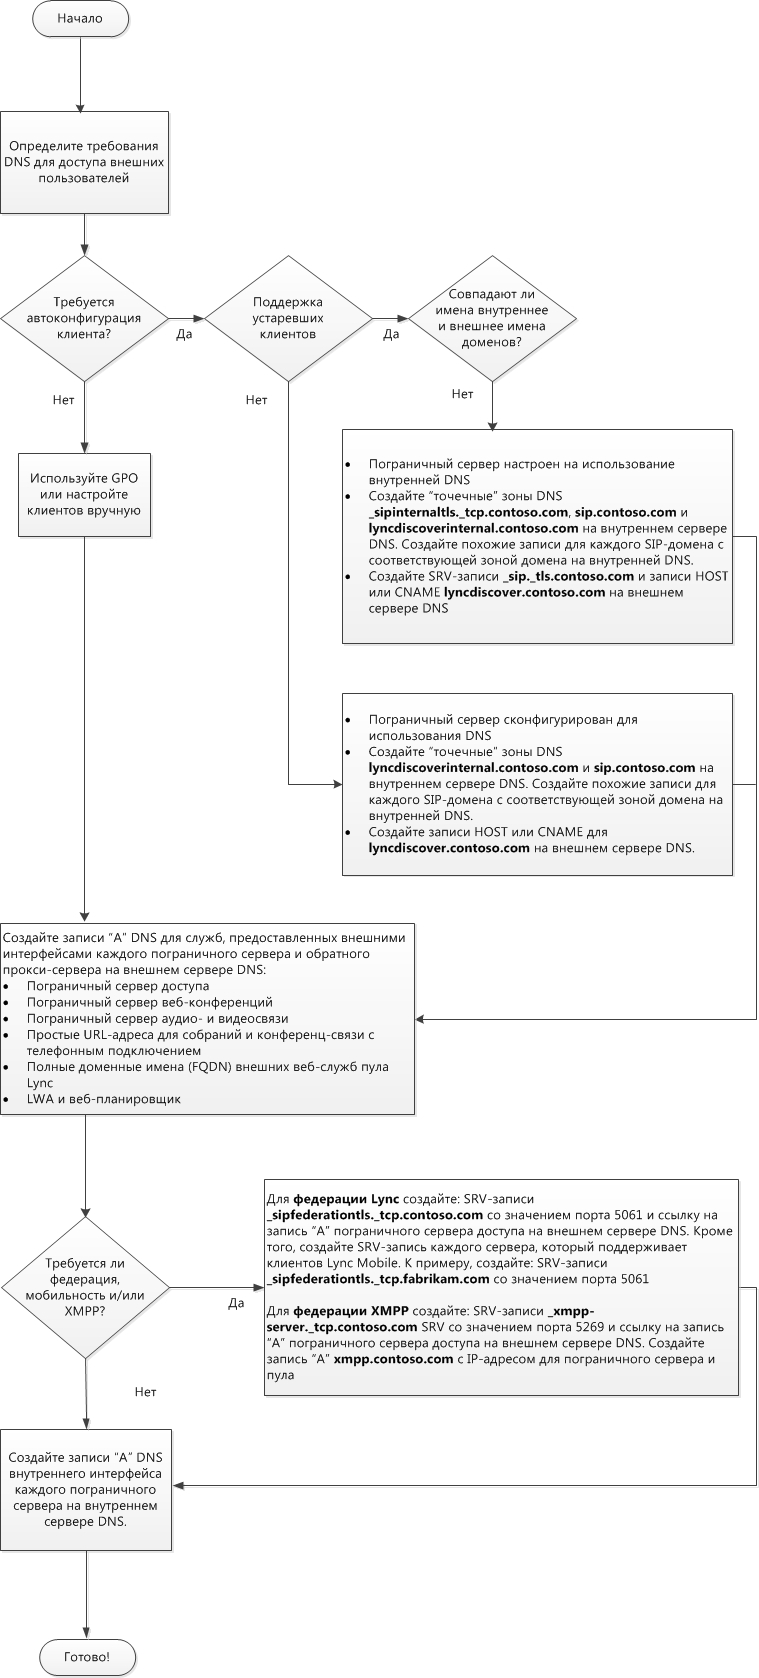 Начало
Определите требования
DNS для доступа внешних
пользователей
Требуется
автоконфигурация
клиента?
Да
Поддержка
устаревших
клиентов
Да
Совпадают ли
имена внутреннее
и внешнее имена
доменов?
Нет
Нет
Нет
Используйте GPO
или настройте
клиентов вручную
• Пограничный сервер настроен на использование
внутренней DNS
• Создайте “точечные” зоны DNS
_sipinternaltls._tcp.contoso.com, sip.contoso.com и
lyncdiscoverinternal.contoso.com на внутреннем сервере
DNS. Создайте похожие записи для каждого SIP-домена с
соответствующей зоной домена на внутренней DNS.
• Создайте SRV-записи _sip._tls.contoso.com и записи HOST
или CNAME lyncdiscover.contoso.com на внешнем
сервере DNS
• Пограничный сервер сконфигурирован для
использования DNS
• Создайте “точечные” зоны DNS
lyncdiscoverinternal.contoso.com и sip.contoso.com на
внутреннем сервере DNS. Создайте похожие записи для
каждого SIP-домена с соответствующей зоной домена на
внутренней DNS.
• Создайте записи HOST или CNAME для
lyncdiscover.contoso.com на внешнем сервере DNS.
Создайте записи “A” DNS для служб, предоставленных внешними
интерфейсами каждого пограничного сервера и обратного
прокси-сервера на внешнем сервере DNS:
• Пограничный сервер доступа
• Пограничный сервер веб-конференций
• Пограничный сервер аудио- и видеосвязи
• Простые URL-адреса для собраний и конференц-связи с
телефонным подключением
• Полные доменные имена (FQDN) внешних веб-служб пула
Lync
• LWA и веб-планировщик
Требуется ли
федерация,
мобильность и/или
XMPP?
Да
Для федерации Lync создайте: SRV-записи
_sipfederationtls._tcp.contoso.com со значением порта 5061 и ссылку на
запись “A” пограничного сервера доступа на внешнем сервере DNS. Кроме
того, создайте SRV-запись каждого сервера, который поддерживает
клиентов Lync Mobile. К примеру, создайте: SRV-записи
_sipfederationtls._tcp.fabrikam.com со значением порта 5061
Для федерации XMPP создайте: SRV-записи _xmpp-
server._tcp.contoso.com SRV со значением порта 5269 и ссылку на запись
“A” пограничного сервера доступа на внешнем сервере DNS. Создайте
запись “A” xmpp.contoso.com с IP-адресом для пограничного сервера и
пула
Нет
Создайте записи “A” DNS
внутреннего интерфейса
каждого пограничного
сервера на внутреннем
сервере DNS.
Готово!